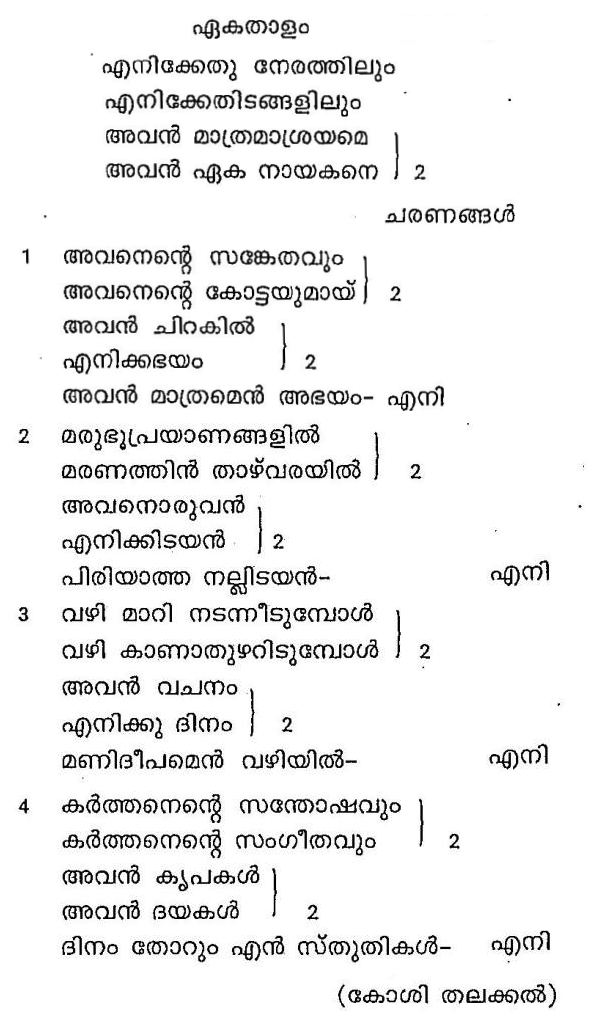 ഏകതാളം
എനിക്കേതു നേരത്തിലും
എനിക്കേതിടങ്ങളിലും
അവൻ മാത്രമാശ്രയമെ
അവൻ ഏക നായകനെ } 2
ചരണങ്ങൾ
1 അവനെന്റെ സങ്കേതവും
അവനെന്റെ കോട്ടയുമായ് } 2
അവൻ ചിറകിൽ
എനിക്കഭയം } 2
അവൻ മാത്രമെൻ അഭയം- എനി
2 മരുഭൂപ്രയാണങ്ങളിൽ
മരണത്തിൻ താഴ്‌വരയിൽ } 2
അവനൊരുവൻ
എനിക്കിടയൻ } 2
പിരിയാത്ത നല്ലിടയൻ- എനി
3 വഴി മാറി നടന്നീടുമ്പോൾ
വഴി കാണാതുഴറിടുമ്പോൾ } 2
അവൻ വചനം
എനിക്കു ദിനം } 2
മണിദീപമെൻ വഴിയിൽ- എനി
4 കർത്തനെന്റെ സന്തോഷവും
കർത്തനെന്റെ സംഗീതവും } 2
അവൻ കൃപകൾ
അവൻ ദയകൾ } 2
ദിനം തോറും എൻ സ്തുതികൾ- എനി
(കോശി തലക്കൽ)